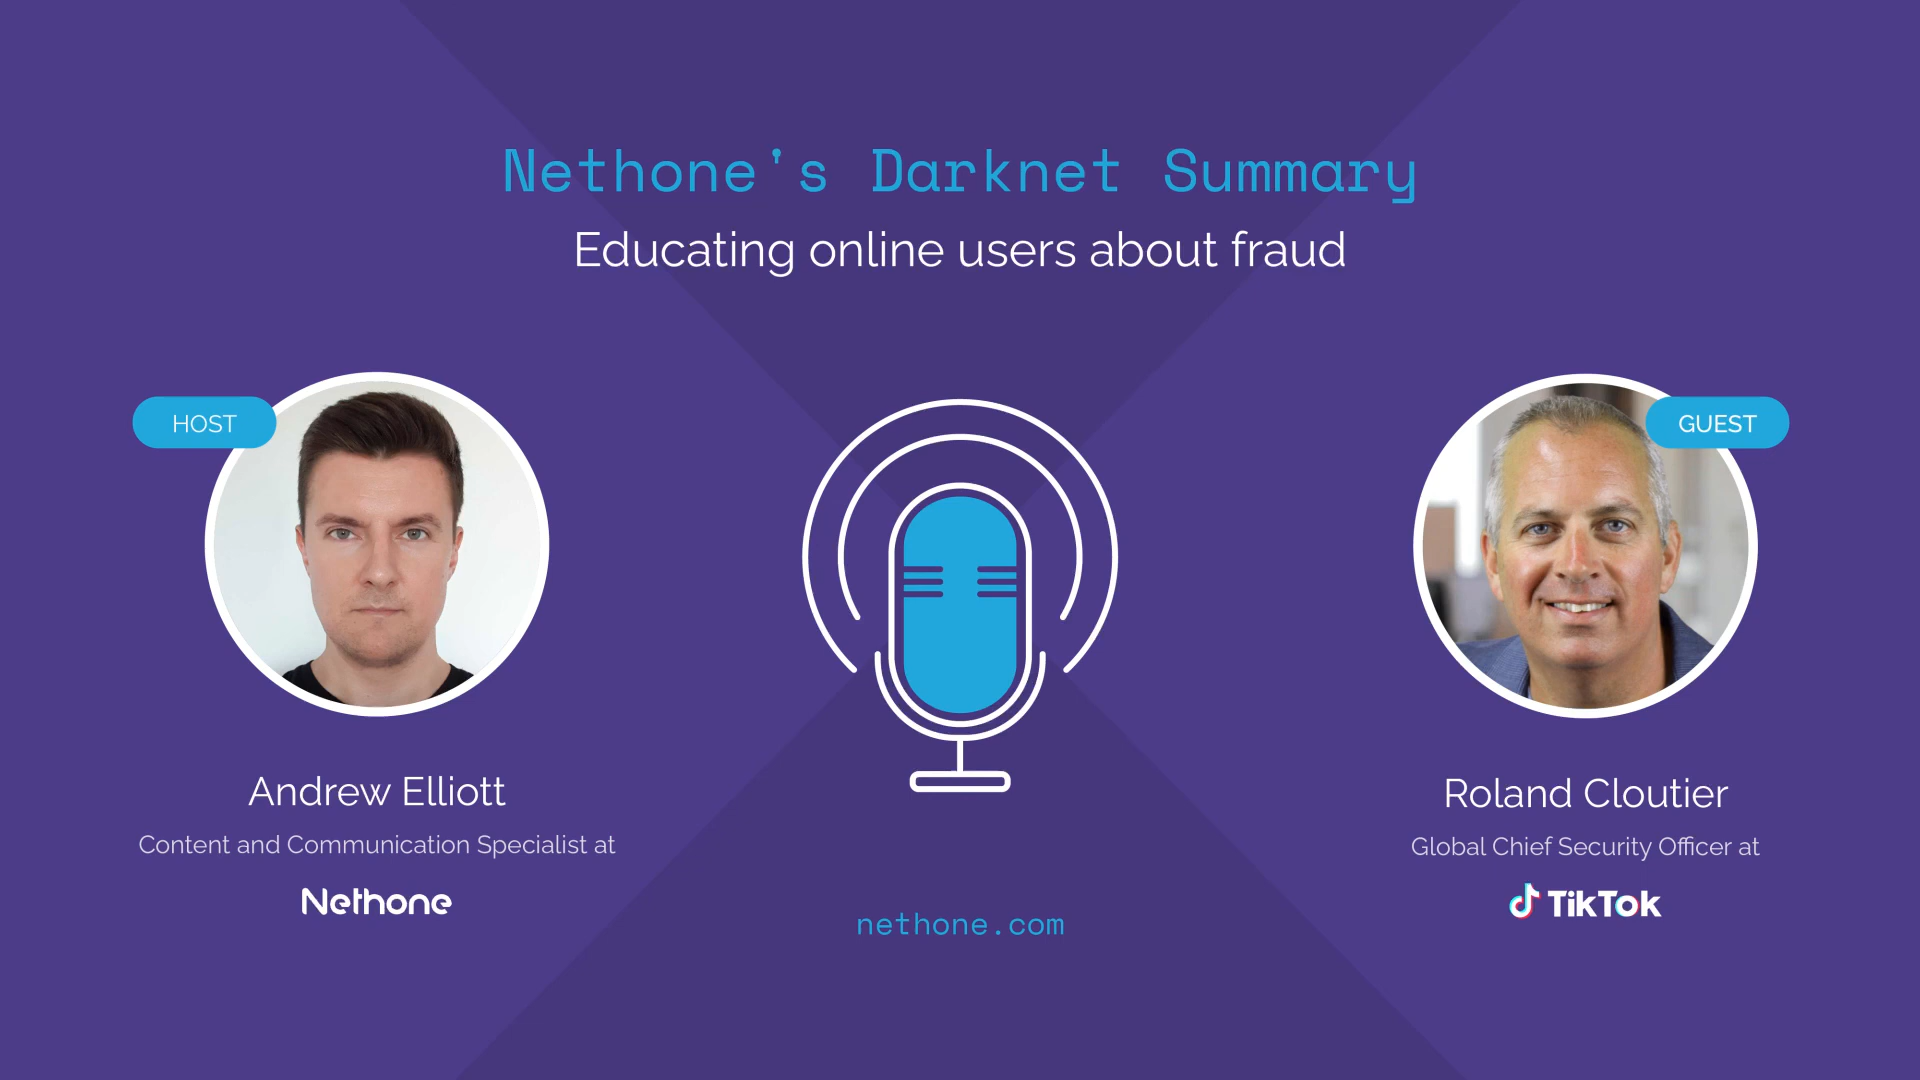 Nethone's Darknet Summary
Educating online users about fraud
HOST
GUEST
Andrew Elliott
Content and Communication Specialist at
Nethone
Roland Cloutier
Global Chief Security Officer at
TikTok
nethone.com